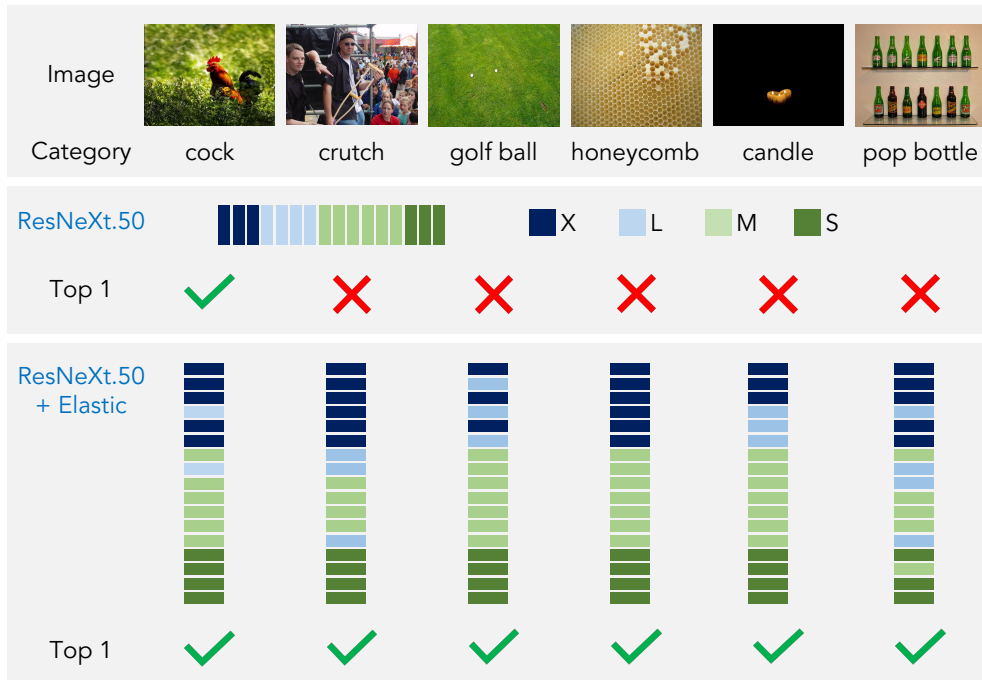 Image
Category cock crutch golf ball honeycomb candle pop bottle
ResNeXt.50 X L M S
Top 1
ResNeXt.50
+ Elastic
Top 1